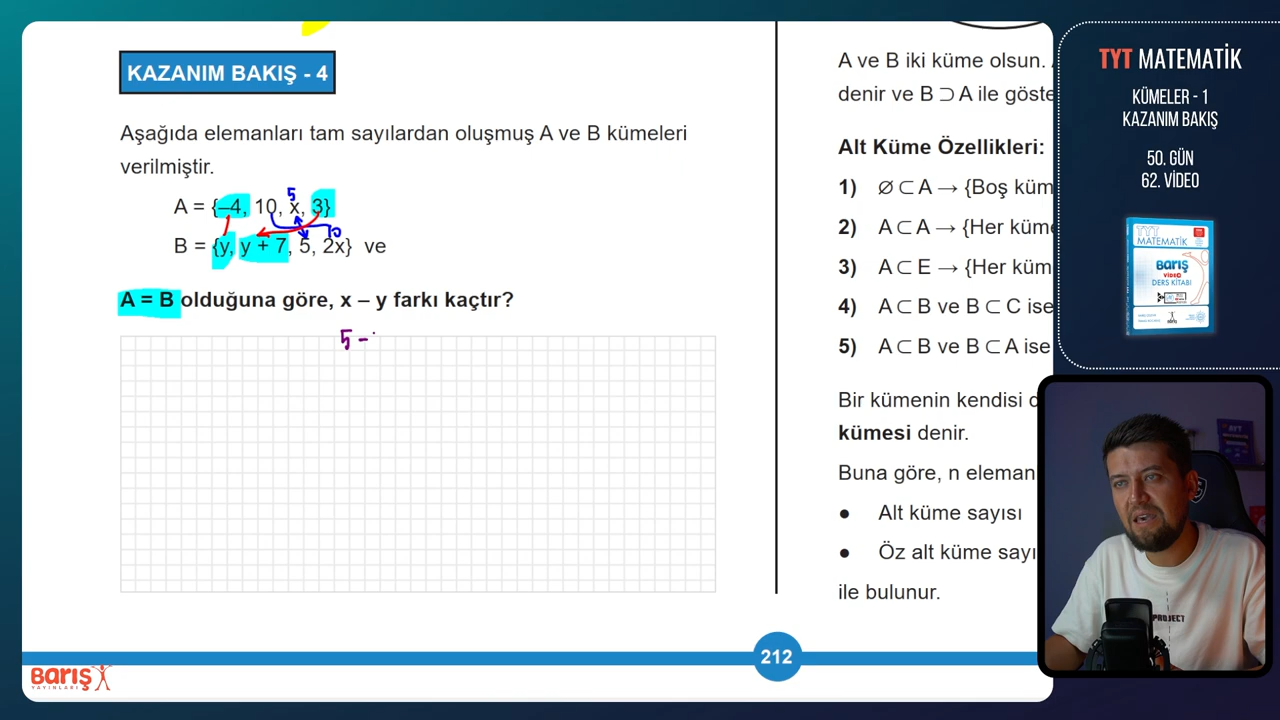 KAZANIM BAKIŞ - 4
Aşağıda elemanları tam sayılardan oluşmuş A ve B kümeleri
verilmiştir.
5
A = {–4, 10, x, 3}
10
B = {y, y + 7, 5, 2x} ve
A = B olduğuna göre, x – y farkı kaçtır?
5 -
A ve B iki küme olsun.
denir ve B ⊃ A ile göste
Alt Küme Özellikleri:
1) ∅ ⊂ A → {Boş küm
2) A ⊂ A → {Her küm
3) A ⊂ E → {Her küm
4) A ⊂ B ve B ⊂ C ise
5) A ⊂ B ve B ⊂ A ise
Bir kümenin kendisi
kümesi denir.
Buna göre, n eleman
● Alt küme sayısı
● Öz alt küme sayı
ile bulunur.
212
Barış
YAYINLARI
TYT MATEMATİK
KÜMELER - 1
KAZANIM BAKIŞ
50. GÜN
62. VİDEO
TYT
MATEMATİK
Barış
VİDEO
DERS KİTABI
PROJECT